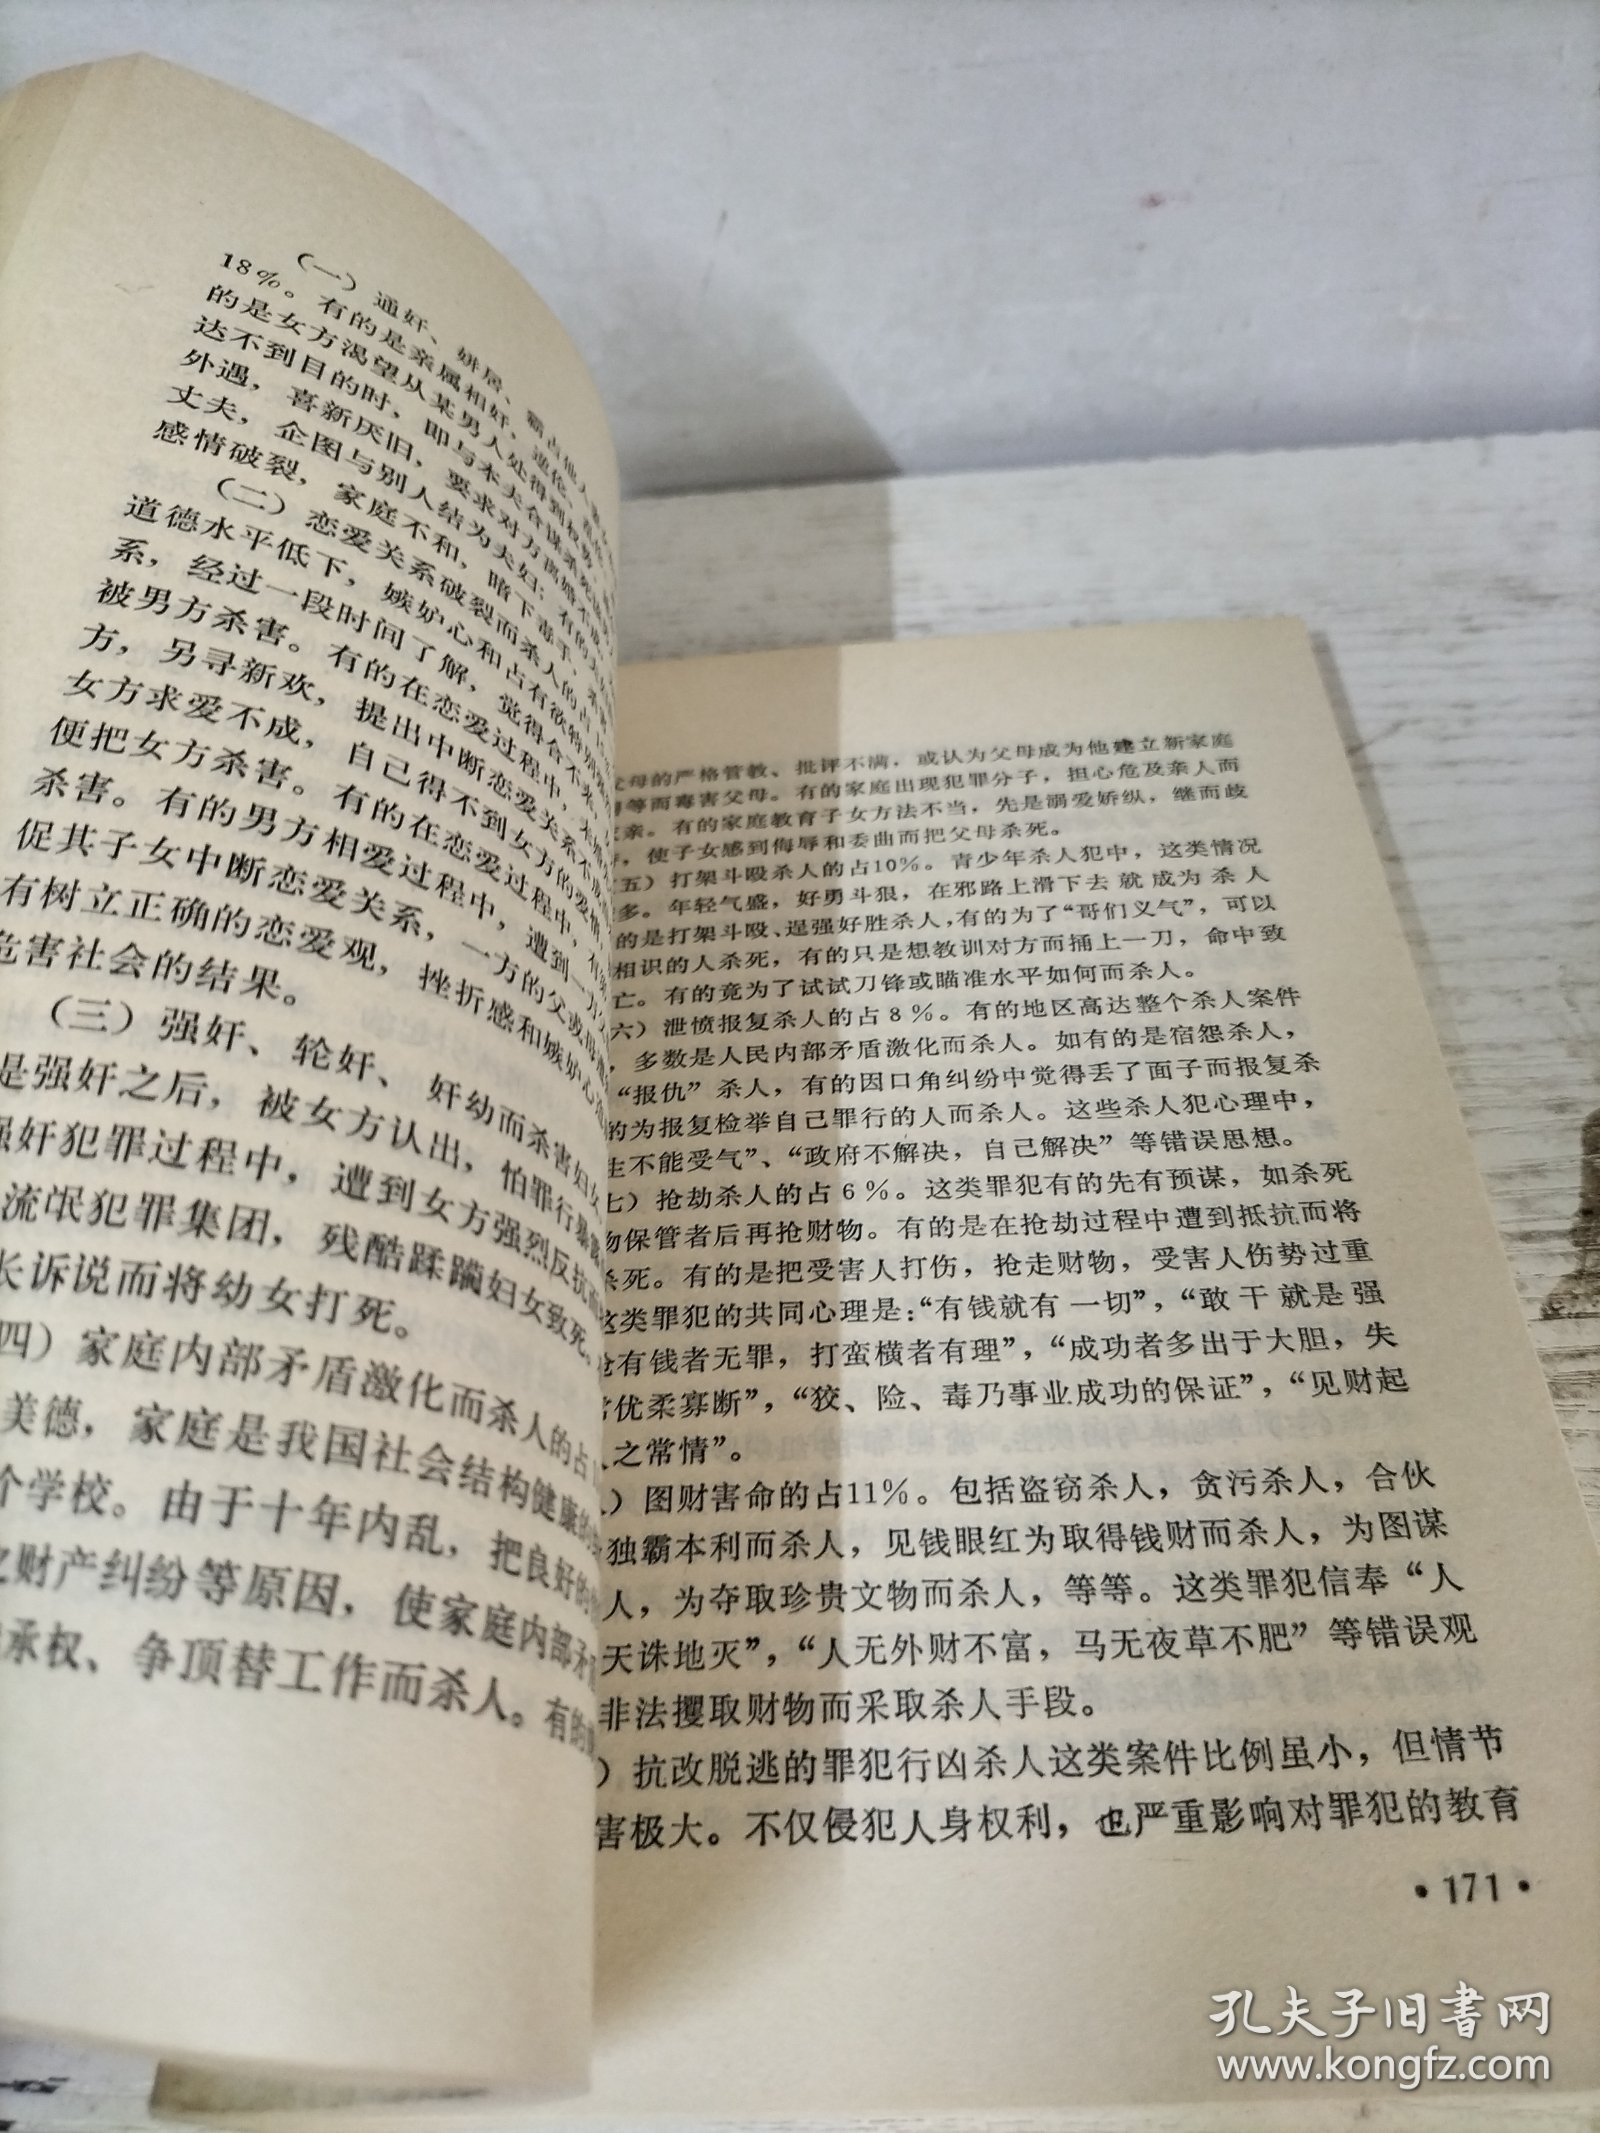 （一）通奸、姘居、霸占他人
18%。有的是亲属相奸，
的是女方渴望从某男人处得到权势
达不到目的时，即与本夫合谋杀死
外遇，喜新厌旧，要求对方离婚不
丈夫，企图与别人结为夫妇；有的
感情破裂，家庭不和，暗下毒手，
（二）恋爱关系破裂而杀人的占
道德水平低下，嫉妒心和占有欲特别
系，经过一段时间了解，觉得合不来，
被男方杀害。有的在恋爱过程中，
方，另寻新欢，提出中断恋爱关系不
女方求爱不成，自己得不到女方的爱情，
便把女方杀害。有的在恋爱过程中，有
杀害。有的男方相爱过程中，遭到一方
促其子女中断恋爱关系，一方的父或母
有树立正确的恋爱观，挫折感和嫉妒心
危害社会的结果。
（三）强奸、轮奸、奸幼而杀害妇女
是强奸之后，被女方认出，怕罪行暴露
强奸犯罪过程中，遭到女方强烈反抗
流氓犯罪集团，残酷蹂躏妇女致死。
长诉说而将幼女打死。
四）家庭内部矛盾激化而杀人的占
美德，家庭是我国社会结构健康的
个学校。由于十年内乱，把良好的
财产纠纷等原因，使家庭内部矛
承权、争顶替工作而杀人。有的
父母的严格管教、批评不满，或认为父母成为他建立新家庭
等而毒害父母。有的家庭出现犯罪分子，担心危及亲人而
亲。有的家庭教育子女方法不当，先是溺爱娇纵，继而歧
，使子女感到侮辱和委曲而把父母杀死。
五）打架斗殴杀人的占10%。青少年杀人犯中，这类情况
多。年轻气盛，好勇斗狠，在邪路上滑下去就成为杀人
的是打架斗殴、逞强好胜杀人，有的为了“哥们义气”，可以
相识的人杀死，有的只是想教训对方而捅上一刀，命中致
亡。有的竟为了试试刀锋或瞄准水平如何而杀人。
六）泄愤报复杀人的占8%。有的地区高达整个杀人案件
，多数是人民内部矛盾激化而杀人。如有的是宿怨杀人，
“报仇”杀人，有的因口角纠纷中觉得丢了面子而报复杀
的为报复检举自己罪行的人而杀人。这些杀人犯心理中，
生不能受气”、“政府不解决，自己解决”等错误思想。
七）抢劫杀人的占6%。这类罪犯有的先有预谋，如杀死
物保管者后再抢财物。有的是在抢劫过程中遭到抵抗而将
杀死。有的是把受害人打伤，抢走财物，受害人伤势过重
这类罪犯的共同心理是：“有钱就有一切”，“敢干就是强
抢有钱者无罪，打蛮横者有理”，“成功者多出于大胆，失
优柔寡断”，“狡、险、毒乃事业成功的保证”，“见财起
人之常情”。
）图财害命的占11%。包括盗窃杀人，贪污杀人，合伙
独霸本利而杀人，见钱眼红为取得钱财而杀人，为图谋
人，为夺取珍贵文物而杀人，等等。这类罪犯信奉“人
天诛地灭”，“人无外财不富，马无夜草不肥”等错误观
非法攫取财物而采取杀人手段。
）抗改脱逃的罪犯行凶杀人这类案件比例虽小，但情节
害极大。不仅侵犯人身权利，也严重影响对罪犯的教育
•171•
孔夫子旧书网
www.kongfz.com